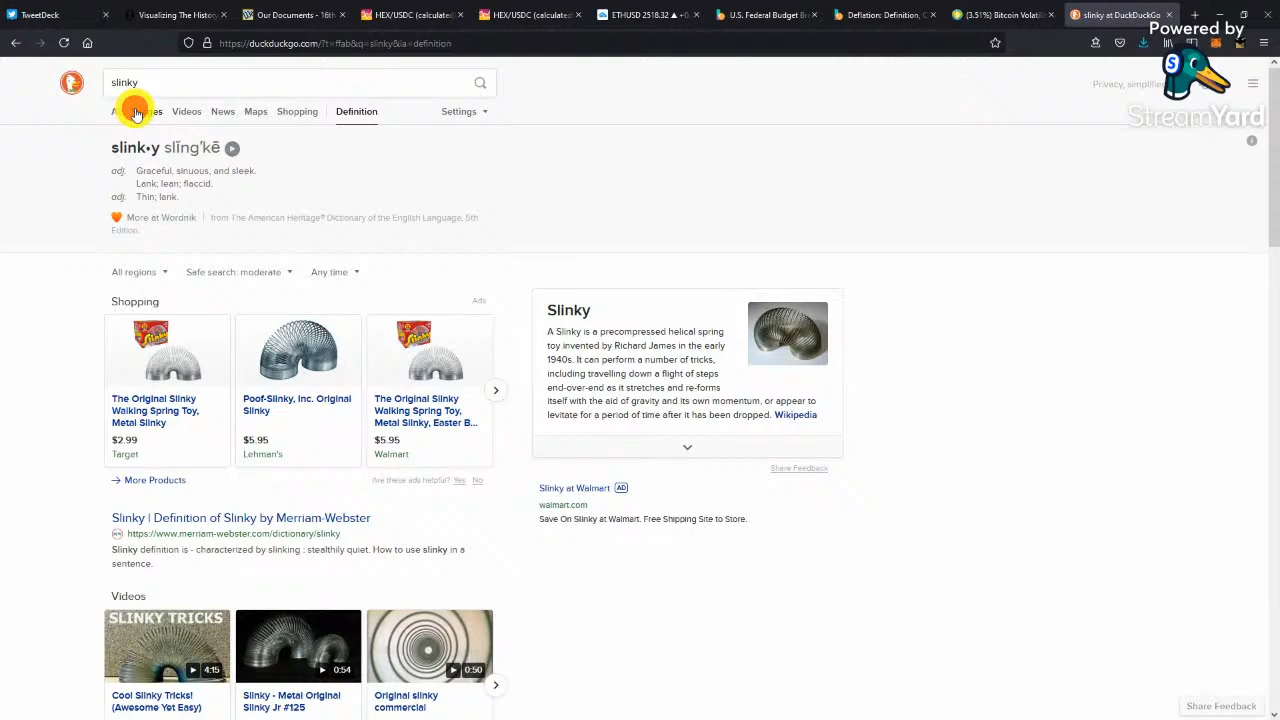 TweetDeck
Visualizing The History
Our Documents - 16th
HEX/USDC (calculated
HEX/USDC (calculated
ETHUSD 2518.32 ▲ +0.
U.S. Federal Budget Bre
Deflation: Definition, C
(3.51%) Bitcoin Volatili
slinky at DuckDuckGo
https://duckduckgo.com/?t=ffab&q=slinky&ia=definition
Powered by
StreamYard
slinky
Privacy, simplifie
Videos
News
Maps
Shopping
Definition
Settings
slink•y slĭng′kē
adj. Graceful, sinuous, and sleek.
Lank; lean; flaccid.
adj. Thin; lank.
More at Wordnik
from The American Heritage® Dictionary of the English Language, 5th
Edition.
All regions
Safe search: moderate
Any time
Shopping
Ads
SLINKY
The Original Slinky
Walking Spring Toy,
Metal Slinky
$2.99
Target
Poof-Slinky, Inc. Original
Slinky
$5.95
Lehman's
The Original Slinky
Walking Spring Toy,
Metal Slinky, Easter B...
$5.95
Walmart
More Products
Are these ads helpful? Yes No
Slinky
A Slinky is a precompressed helical spring
toy invented by Richard James in the early
1940s. It can perform a number of tricks,
including travelling down a flight of steps
end-over-end as it stretches and re-forms
itself with the aid of gravity and its own momentum, or appear to
levitate for a period of time after it has been dropped. Wikipedia
Share Feedback
Slinky at Walmart AD
walmart.com
Save On Slinky at Walmart. Free Shipping Site to Store.
Slinky | Definition of Slinky by Merriam-Webster
https://www.merriam-webster.com/dictionary/slinky
Slinky definition is - characterized by slinking : stealthily quiet. How to use slinky in a
sentence.
Videos
SLINKY TRICKS
4:15
0:54
0:50
Cool Slinky Tricks!
(Awesome Yet Easy)
Slinky - Metal Original
Slinky Jr #125
Original slinky
commercial
Share Feedback